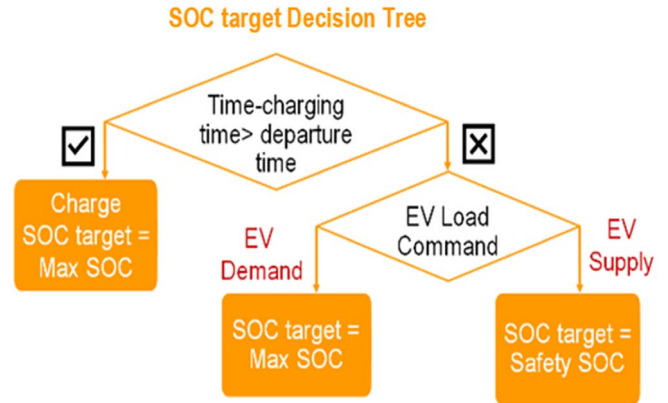 SOC target Decision Tree
Time-charging
time> departure
time
Charge
SOC target =
Max SOC
EV Load
Command
EV
Demand
EV
Supply
SOC target =
Max SOC
SOC target =
Safety SOC